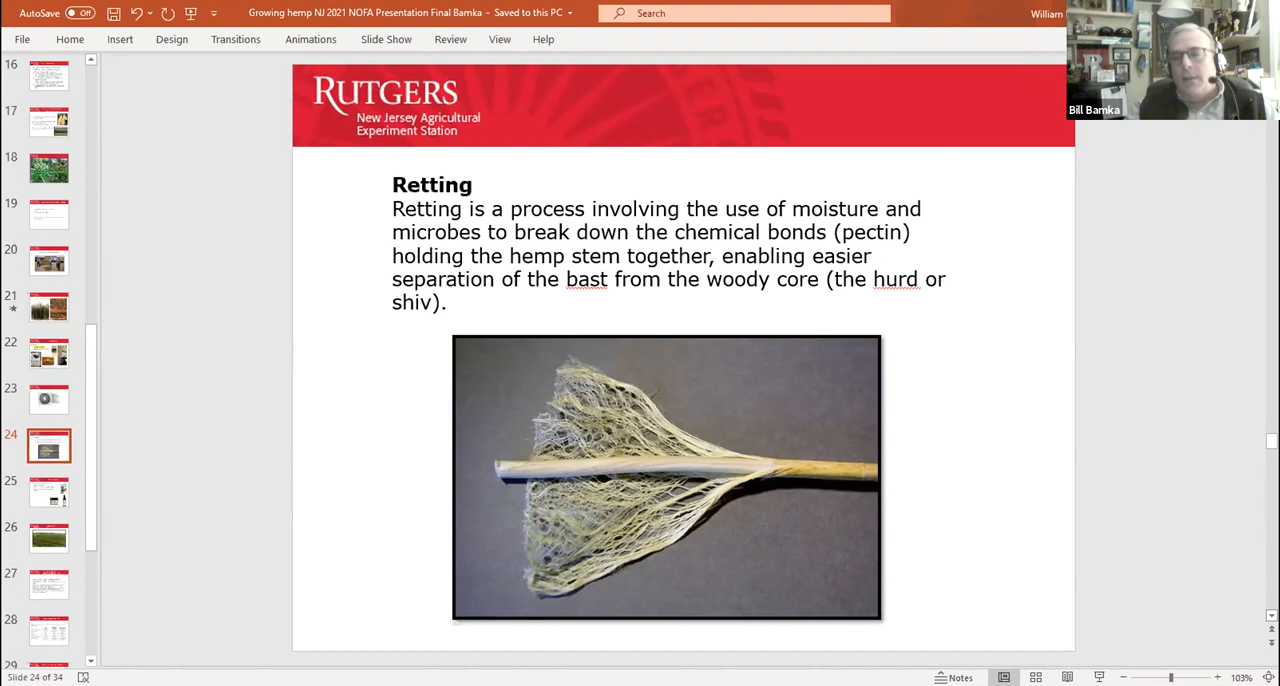 AutoSave Off Growing hemp NJ 2021 NOFA Presentation Final Bamka - Saved to this PC Search William
File Home Insert Design Transitions Animations Slide Show Review View Help
Bill Bamka
16
17
18
19
20
21
22
23
24
25
26
27
28
29
RUTGERS
New Jersey Agricultural
Experiment Station
Retting
Retting is a process involving the use of moisture and
microbes to break down the chemical bonds (pectin)
holding the hemp stem together, enabling easier
separation of the bast from the woody core (the hurd or
shiv).
Slide 24 of 34 Notes 103%